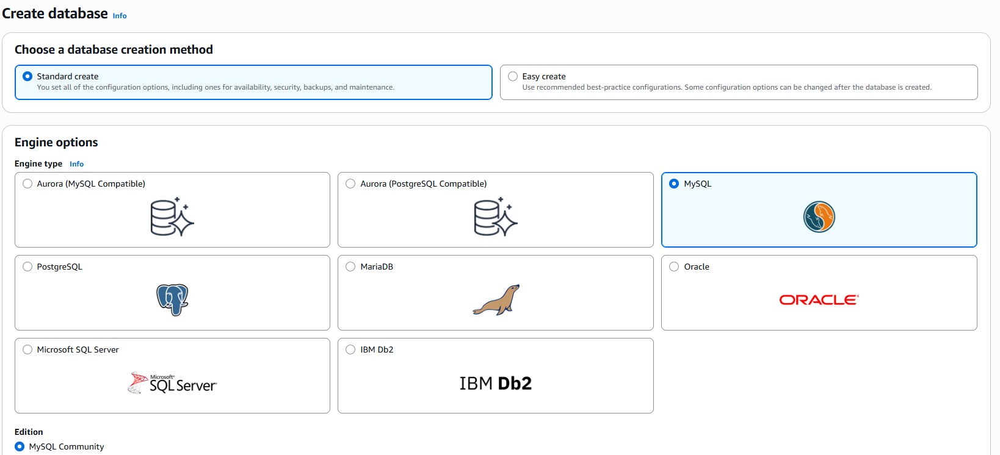 Create database Info
Choose a database creation method
Standard create
You set all of the configuration options, including ones for availability, security, backups, and maintenance.
Easy create
Use recommended best-practice configurations. Some configuration options can be changed after the database is created.
Engine options
Engine type Info
Aurora (MySQL Compatible)
Aurora (PostgreSQL Compatible)
MySQL
PostgreSQL
MariaDB
Oracle
ORACLE®
Microsoft SQL Server
Microsoft®
SQL Server®
IBM Db2
IBM Db2
Edition
MySQL Community